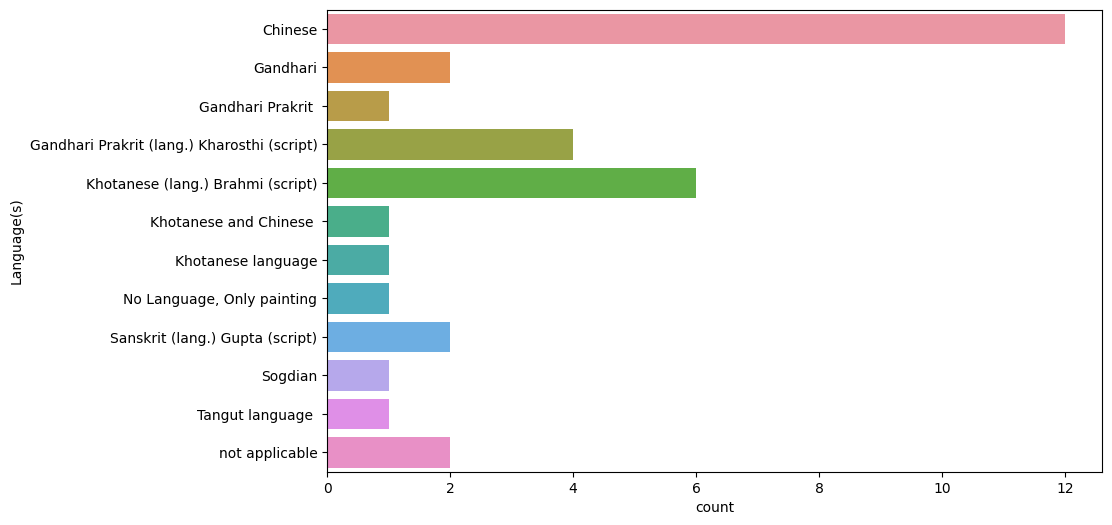 Chinese
Gandhari
Gandhari Prakrit
Gandhari Prakrit (lang.) Kharosthi (script)
Khotanese (lang.) Brahmi (script)
Khotanese and Chinese
Khotanese language
No Language, Only painting
Sanskrit (lang.) Gupta (script)
Sogdian
Tangut language
not applicable
Language(s)
0 2 4 6 8 10 12
count